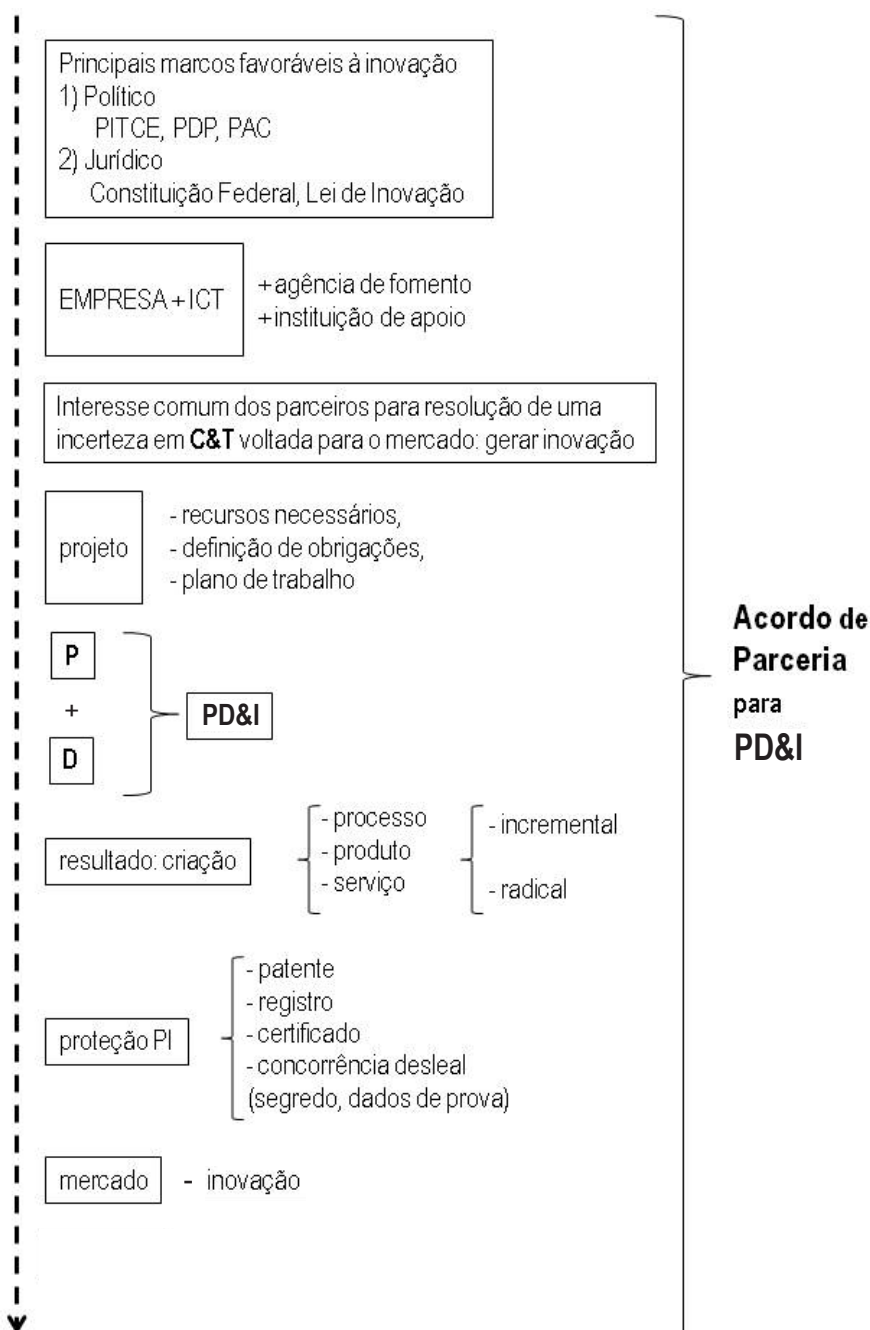 Principais marcos favoráveis à inovação
1) Político
PITCE, PDP, PAC
2) Jurídico
Constituição Federal, Lei de Inovação
EMPRESA + ICT
+agência de fomento
+instituição de apoio
Interesse comum dos parceiros para resolução de uma
incerteza em C&T voltada para o mercado: gerar inovação
projeto
- recursos necessários,
- definição de obrigações,
- plano de trabalho
P
+
D
PD&I
resultado: criação
- processo
- produto
- serviço
- incremental
- radical
proteção PI
- patente
- registro
- certificado
- concorrência desleal
(segredo, dados de prova)
mercado
- inovação
Acordo de
Parceria
para
PD&I